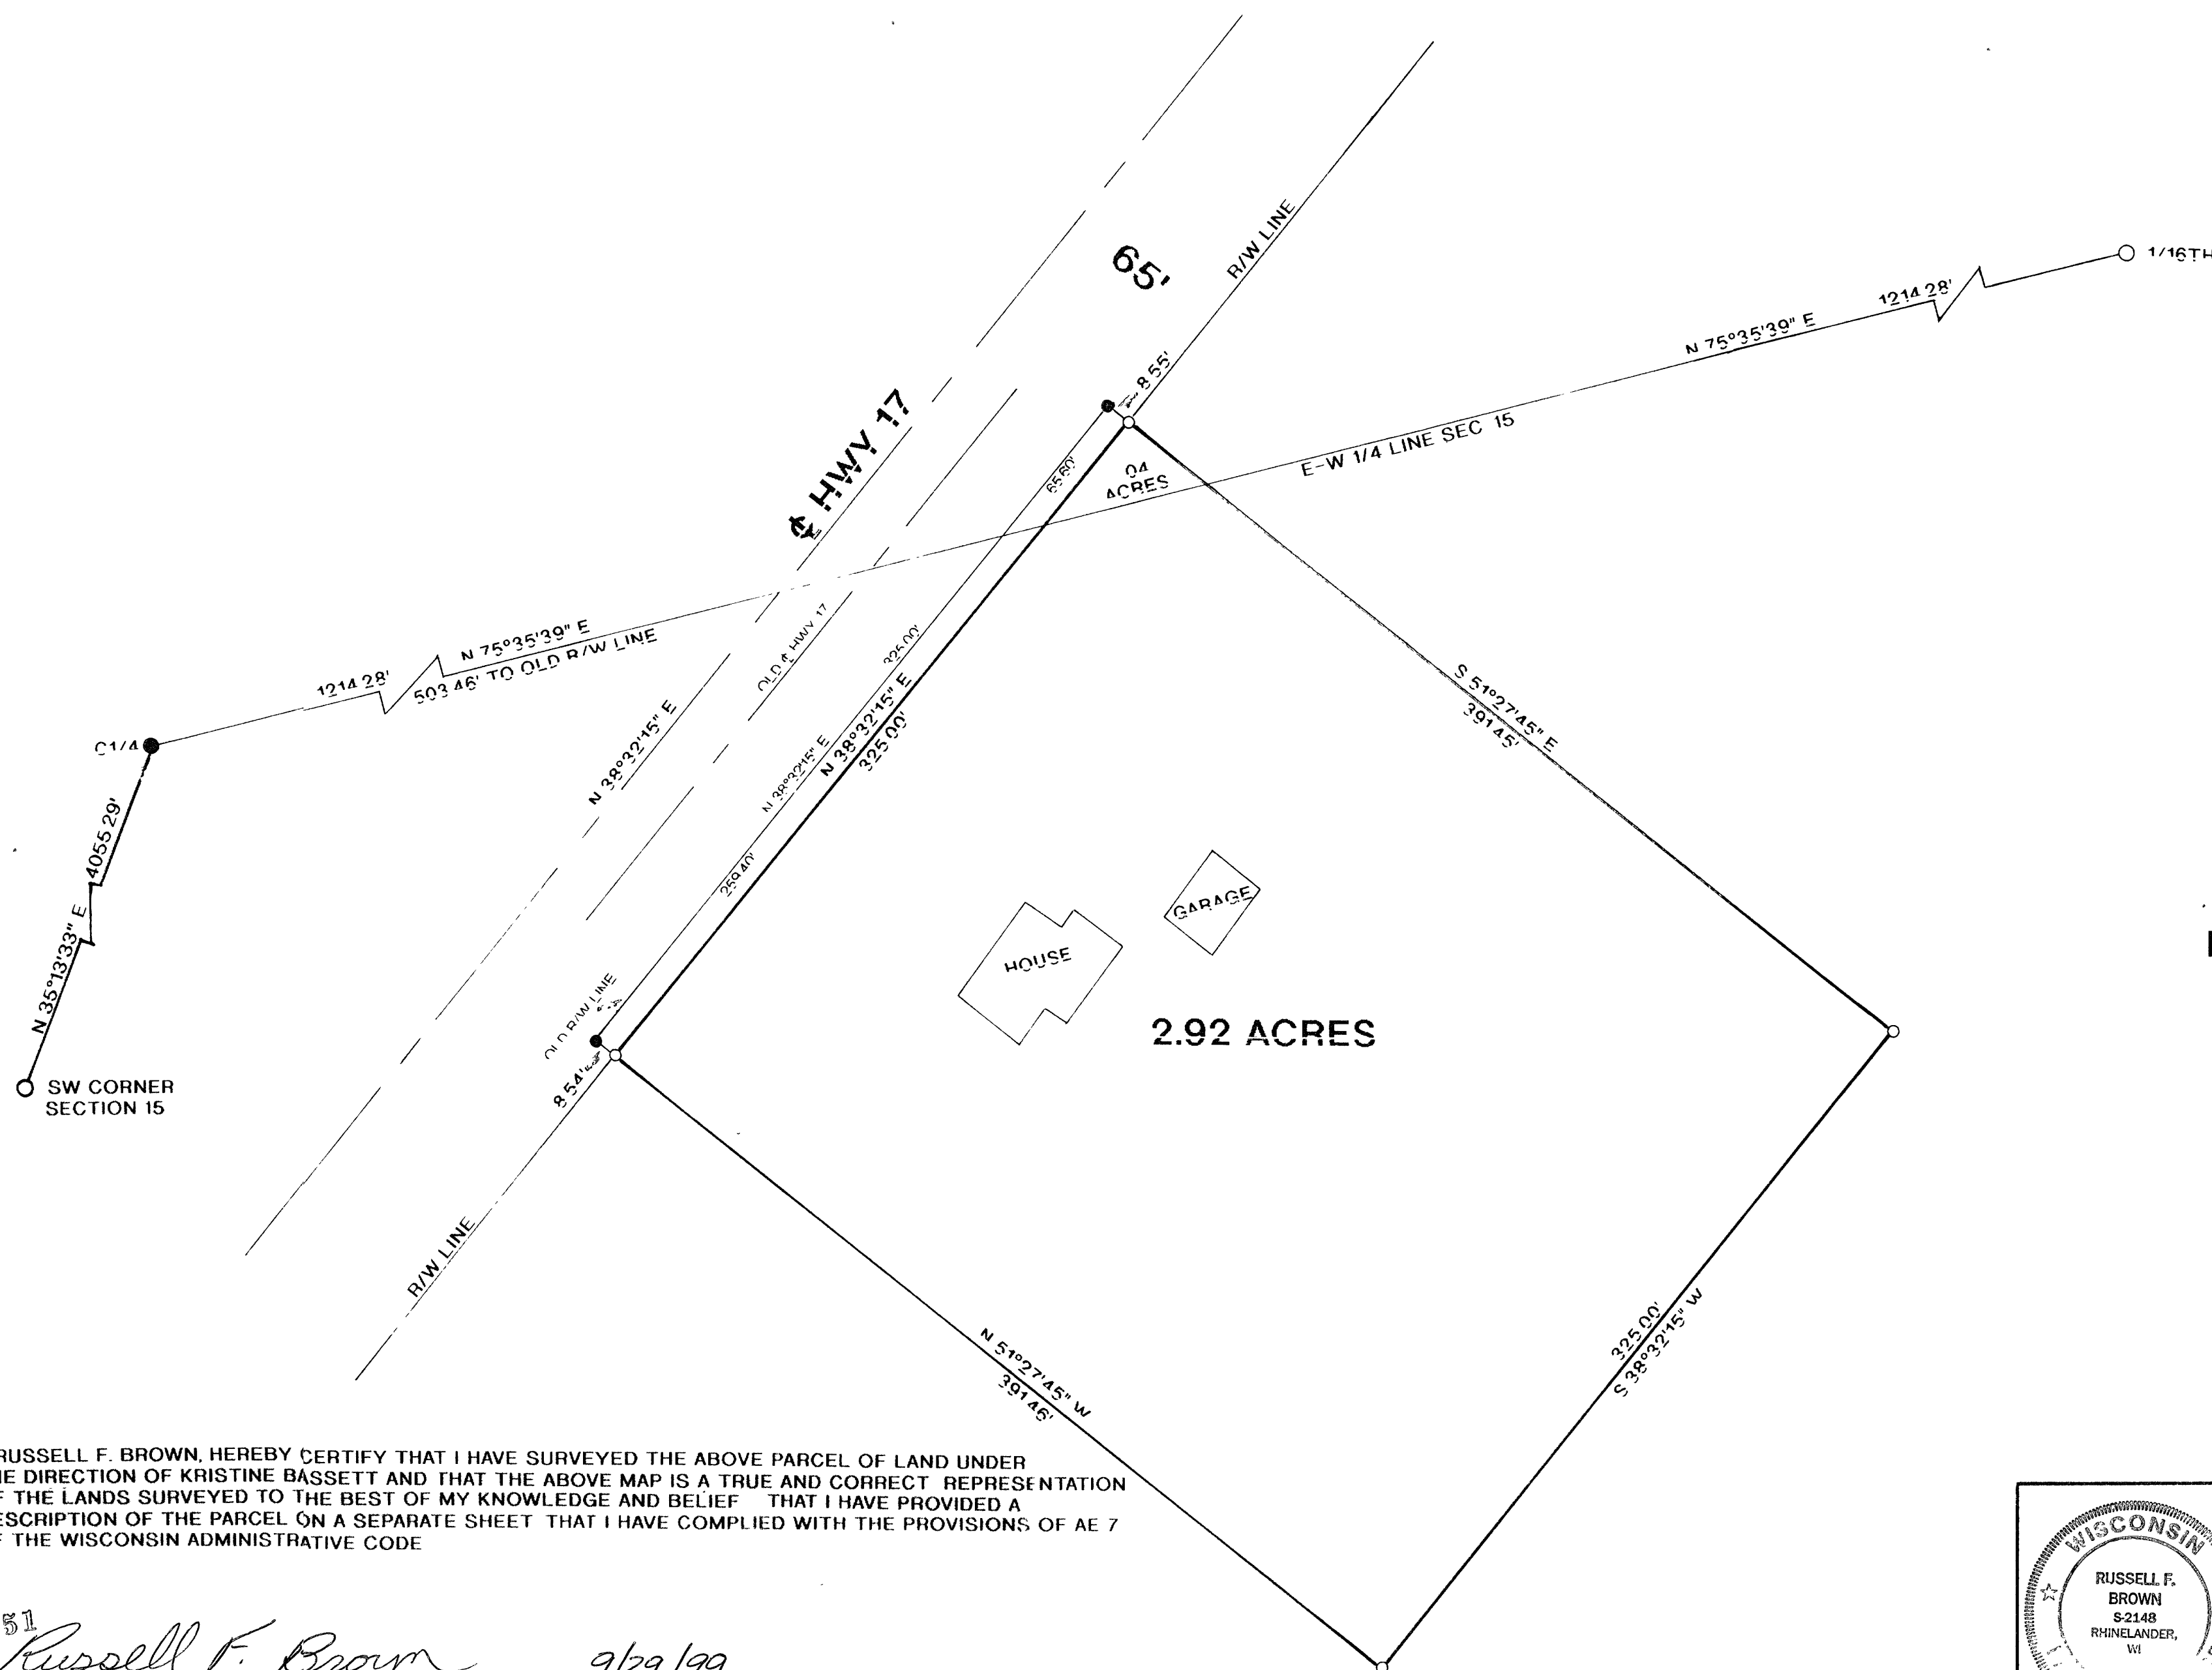 65'
R/W LINE
1/16TH
1214 28'
N 75°35'39" E
8 55'
₵ HWY 17
65 60'
04
ACRES
E-W 1/4 LINE SEC 15
N 75°35'39" E
503 46' TO OLD R/W LINE
1214 28'
C1/4
OLD ₵ HWY 17
325 00'
N 38°32'15" E
N 38°32'15" E
325 00'
N 38°32'15" E
S 51°27'45" E
391 45'
4055 29'
N 35°13'33" E
259 40'
GARAGE
HOUSE
2.92 ACRES
OLD R/W LINE
8 54'
SW CORNER
SECTION 15
R/W LINE
N 51°27'45" W
391 46'
325 00'
S 38°32'15" W
RUSSELL F. BROWN, HEREBY CERTIFY THAT I HAVE SURVEYED THE ABOVE PARCEL OF LAND UNDER
E DIRECTION OF KRISTINE BASSETT AND THAT THE ABOVE MAP IS A TRUE AND CORRECT REPRESENTATION
THE LANDS SURVEYED TO THE BEST OF MY KNOWLEDGE AND BELIEF THAT I HAVE PROVIDED A
ESCRIPTION OF THE PARCEL ON A SEPARATE SHEET THAT I HAVE COMPLIED WITH THE PROVISIONS OF AE 7
THE WISCONSIN ADMINISTRATIVE CODE
51
Russell F. Brown 9/29/99
WISCONSIN
RUSSELL F.
BROWN
S-2148
RHINELANDER,
WI